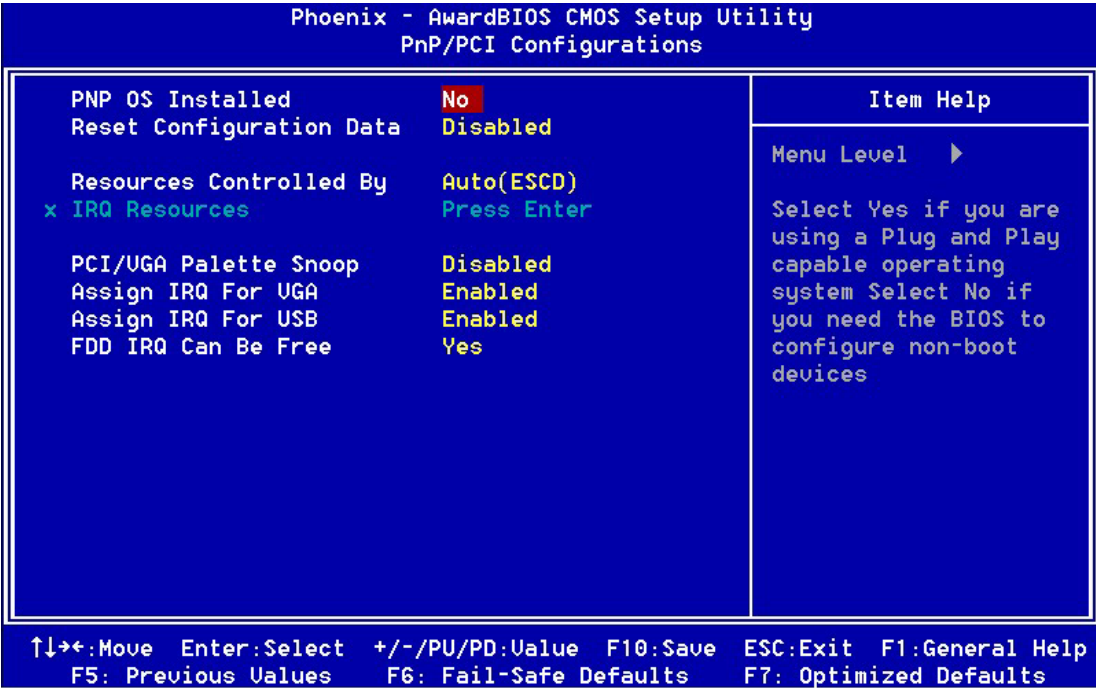 Phoenix - AwardBIOS CMOS Setup Utility
PnP/PCI Configurations
PNP OS Installed No
Reset Configuration Data Disabled
Resources Controlled By Auto(ESCD)
x IRQ Resources Press Enter
PCI/VGA Palette Snoop Disabled
Assign IRQ For VGA Enabled
Assign IRQ For USB Enabled
FDD IRQ Can Be Free Yes
Item Help
Menu Level ▶
Select Yes if you are
using a Plug and Play
capable operating
system Select No if
you need the BIOS to
configure non-boot
devices
↑↓→←:Move Enter:Select +/-/PU/PD:Value F10:Save ESC:Exit F1:General Help
F5: Previous Values F6: Fail-Safe Defaults F7: Optimized Defaults